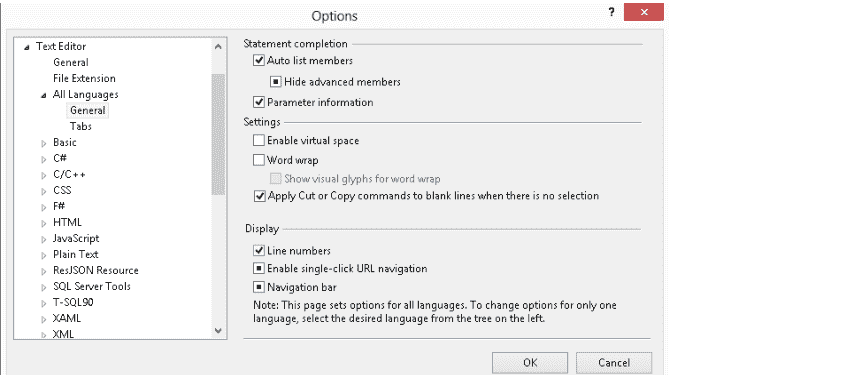 Options
?
Text Editor
General
File Extension
All Languages
General
Tabs
Basic
C#
C/C++
CSS
F#
HTML
JavaScript
Plain Text
ResJSON Resource
SQL Server Tools
T-SQL90
XAML
XML
Statement completion
Auto list members
Hide advanced members
Parameter information
Settings
Enable virtual space
Word wrap
Show visual glyphs for word wrap
Apply Cut or Copy commands to blank lines when there is no selection
Display
Line numbers
Enable single-click URL navigation
Navigation bar
Note: This page sets options for all languages. To change options for only one
language, select the desired language from the tree on the left.
OK
Cancel